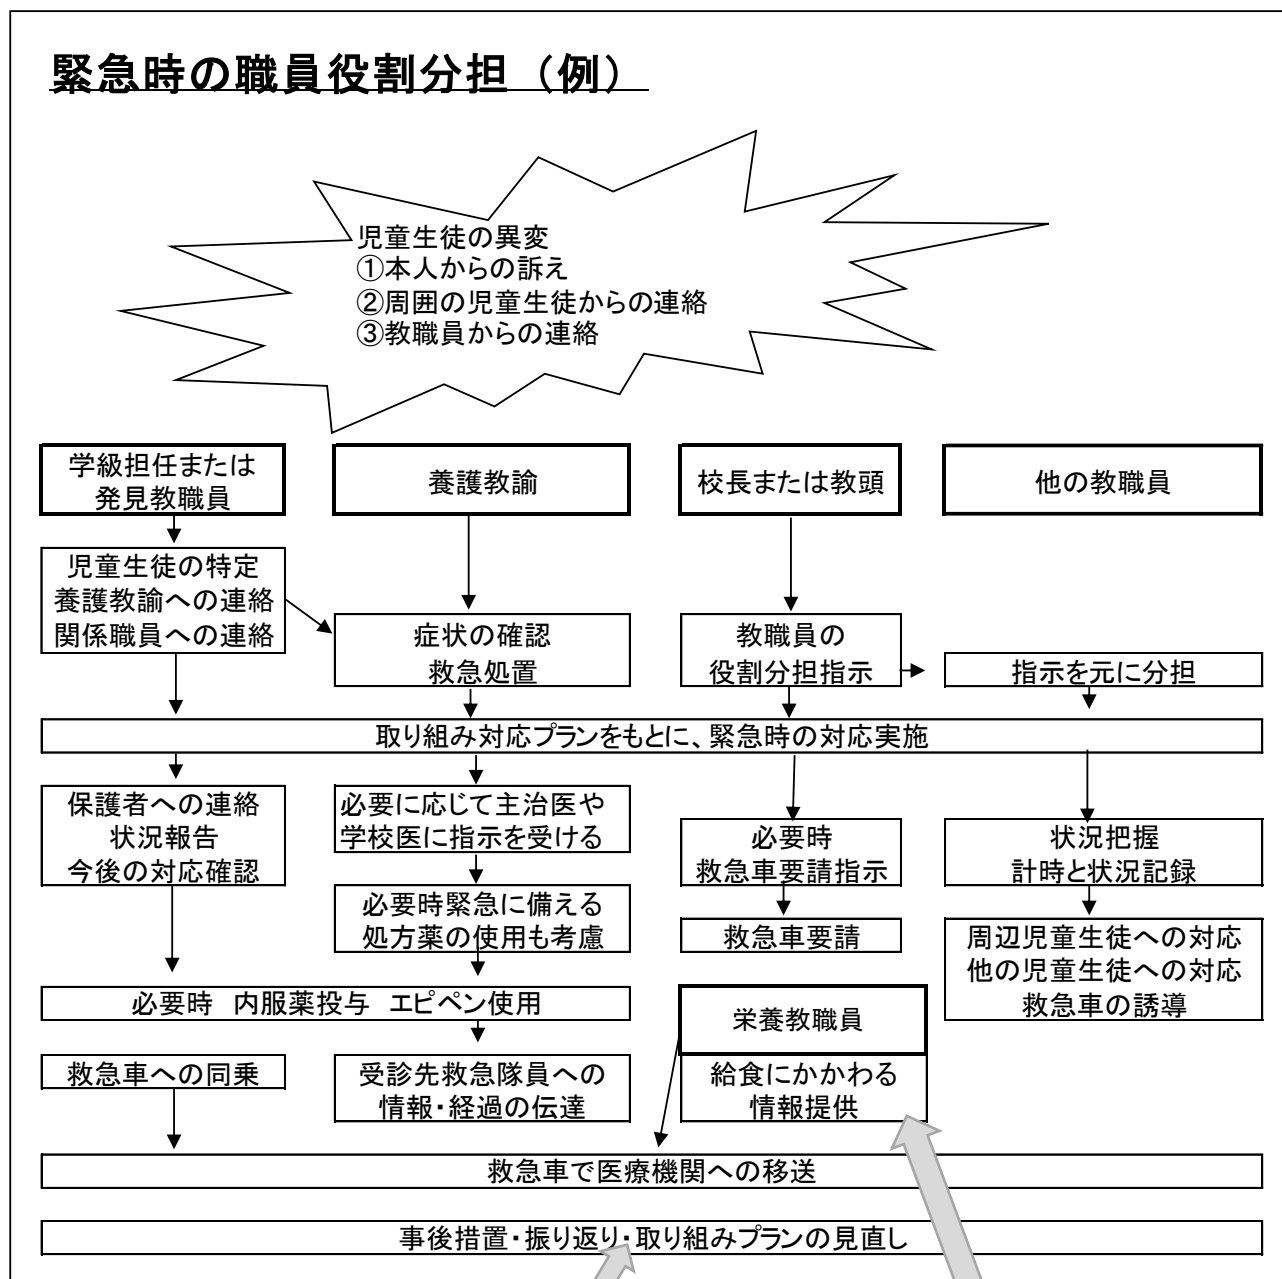 緊急時の職員役割分担（例）
児童生徒の異変
①本人からの訴え
②周囲の児童生徒からの連絡
③教職員からの連絡
学級担任または
発見教職員
養護教諭
校長または教頭
他の教職員
児童生徒の特定
養護教諭への連絡
関係職員への連絡
症状の確認
救急処置
教職員の
役割分担指示
指示を元に分担
取り組み対応プランをもとに、緊急時の対応実施
保護者への連絡
状況報告
今後の対応確認
必要に応じて主治医や
学校医に指示を受ける
必要時
救急車要請指示
状況把握
計時と状況記録
必要時緊急に備える
処方薬の使用も考慮
救急車要請
周辺児童生徒への対応
他の児童生徒への対応
救急車の誘導
必要時　内服薬投与　エピペン使用
栄養教職員
救急車への同乗
受診先救急隊員への
情報・経過の伝達
給食にかかわる
情報提供
救急車で医療機関への移送
事後措置・振り返り・取り組みプランの見直し